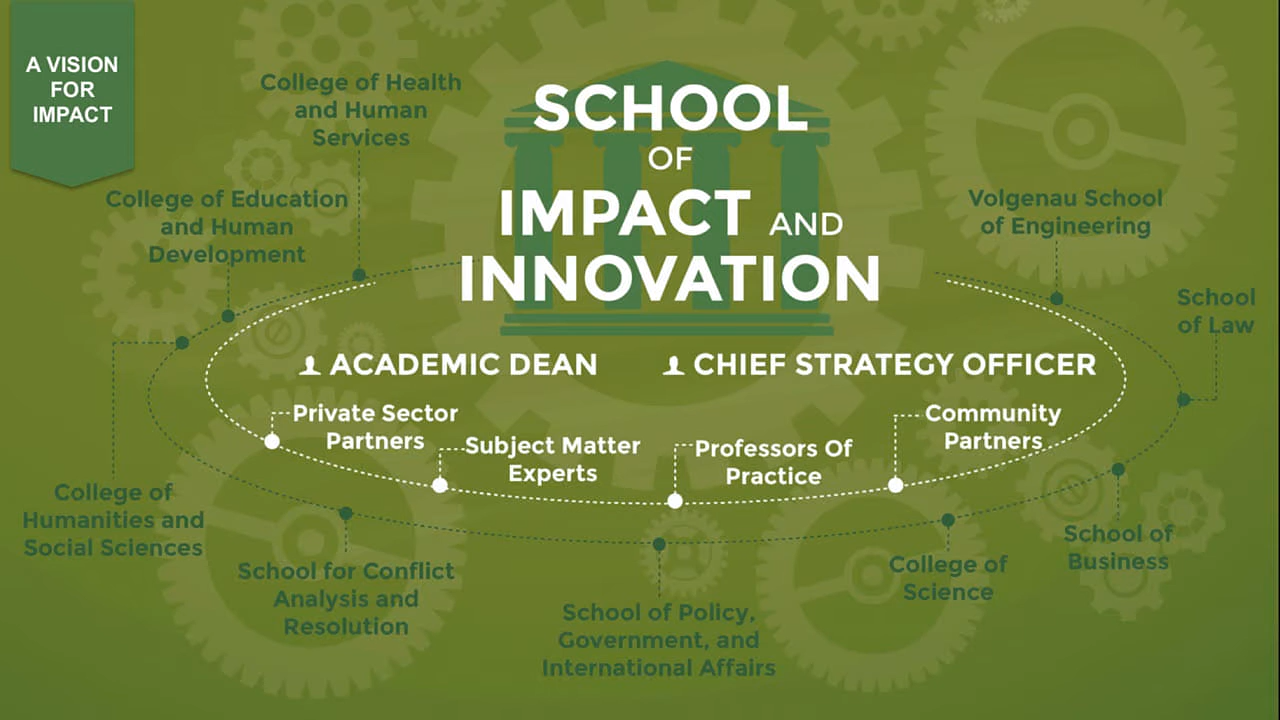 A VISION
FOR
IMPACT
SCHOOL
OF
IMPACT AND
INNOVATION
College of Health
and Human
Services
College of Education
and Human
Development
Volgenau School
of Engineering
School
of Law
ACADEMIC DEAN
CHIEF STRATEGY OFFICER
Private Sector
Partners
Subject Matter
Experts
Professors Of
Practice
Community
Partners
College of
Humanities and
Social Sciences
School for Conflict
Analysis and
Resolution
School of Policy,
Government, and
International Affairs
College of
Science
School of
Business